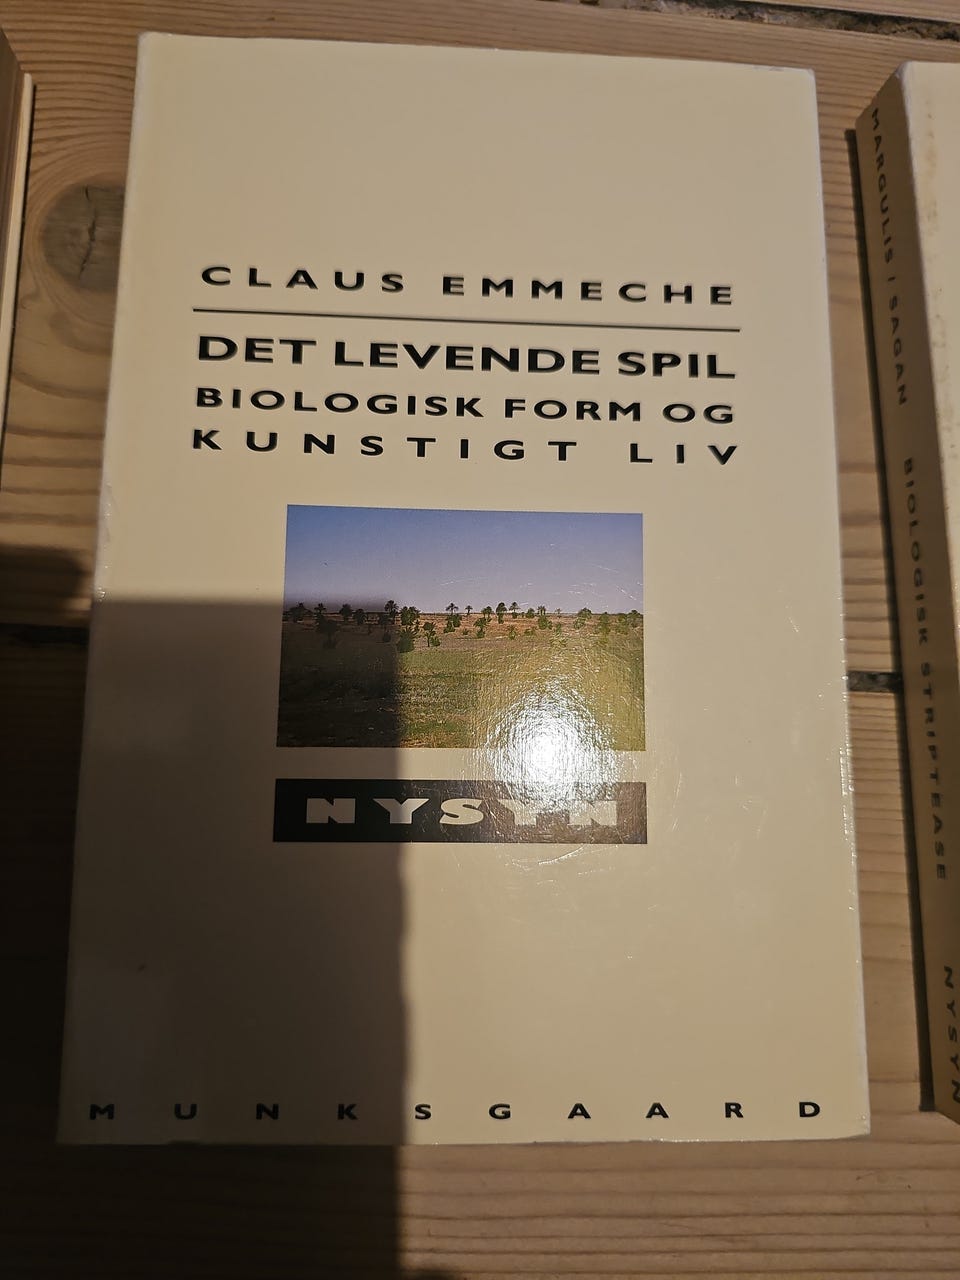 CLAUS EMMECHE
DET LEVENDE SPIL
BIOLOGISK FORM OG
KUNSTIGT LIV
NYSYN
MUNKSGAARD
MARGULIS / SAGAN BIOLOGISK STRIPTEASE NYSYN